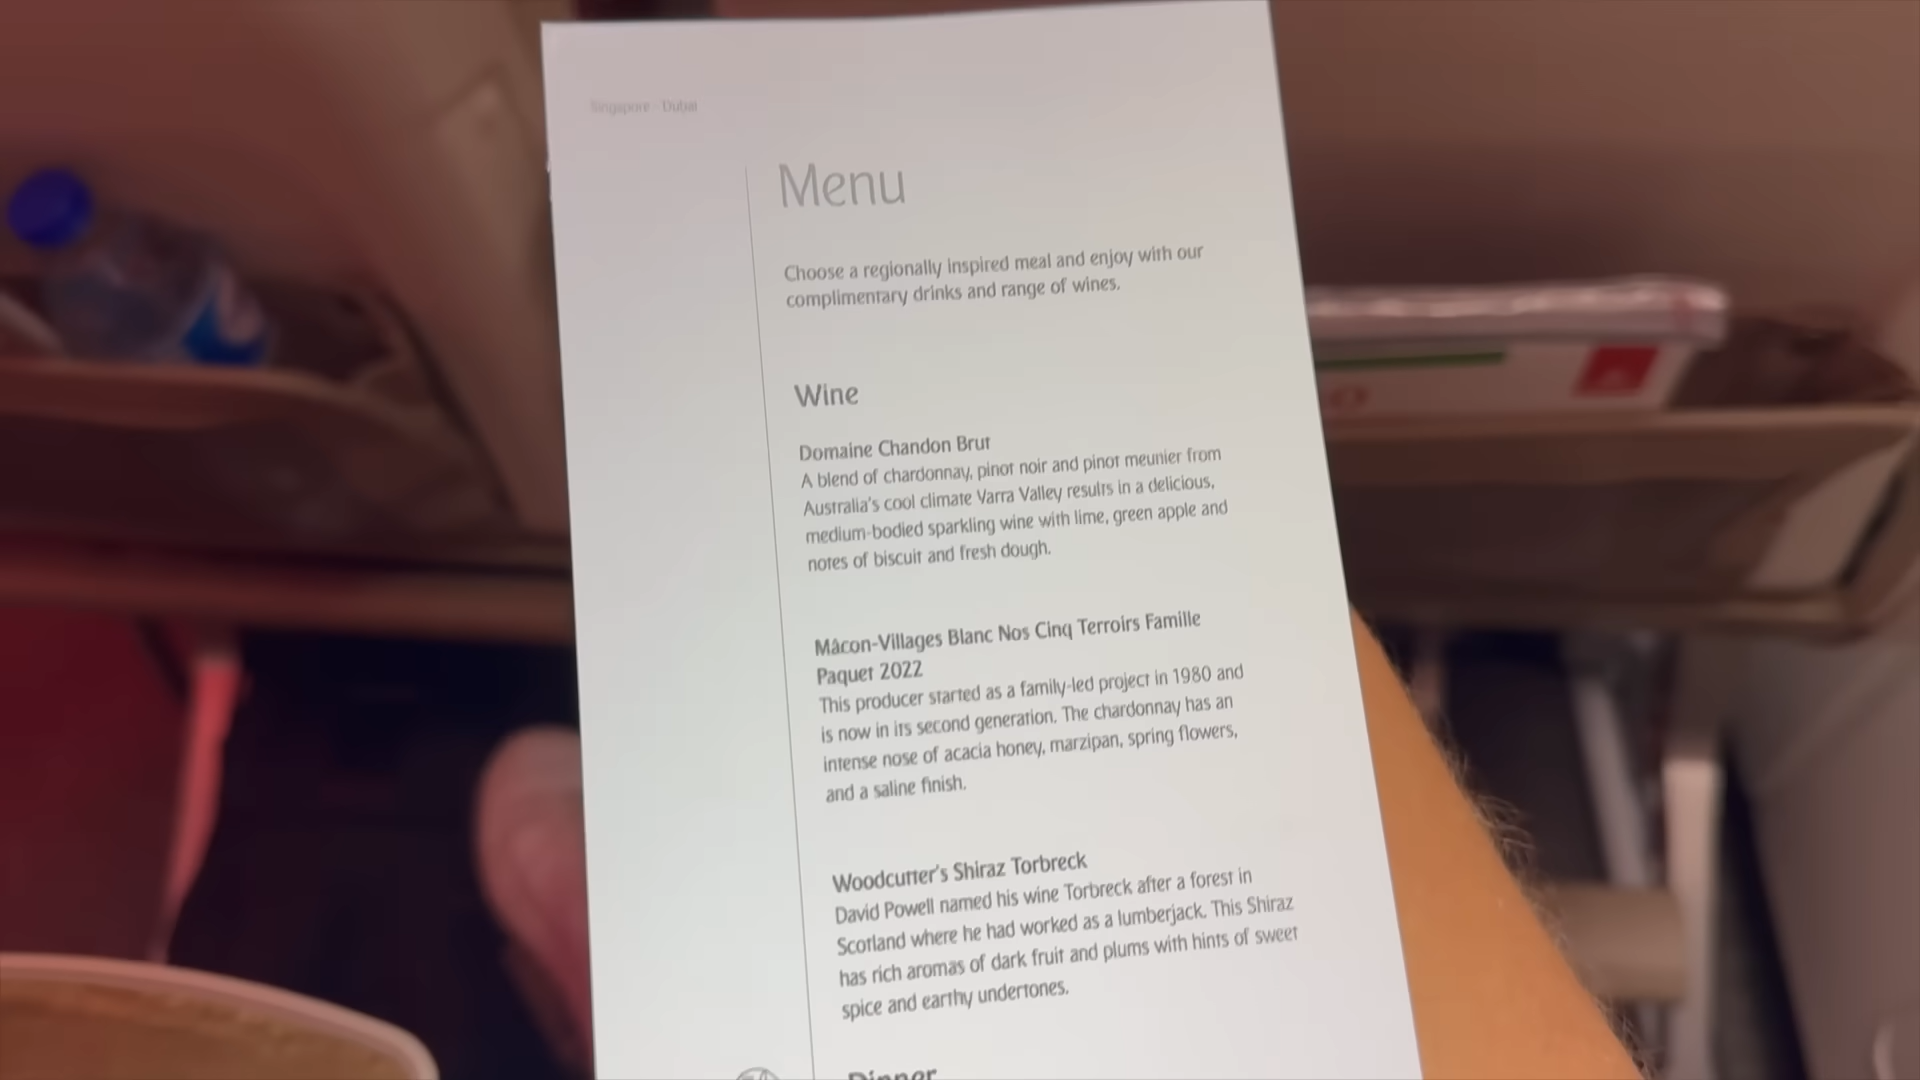 Singapore - Dubai
Menu
Choose a regionally inspired meal and enjoy with our
complimentary drinks and range of wines.
Wine
Domaine Chandon Brut
A blend of chardonnay, pinot noir and pinot meunier from
Australia's cool climate Yarra Valley results in a delicious,
medium-bodied sparkling wine with lime, green apple and
notes of biscuit and fresh dough.
Mâcon-Villages Blanc Nos Cinq Terroirs Famille
Paquet 2022
This producer started as a family-led project in 1980 and
is now in its second generation. The chardonnay has an
intense nose of acacia honey, marzipan, spring flowers,
and a saline finish.
Woodcutter's Shiraz Torbreck
David Powell named his wine Torbreck after a forest in
Scotland where he had worked as a lumberjack. This Shiraz
has rich aromas of dark fruit and plums with hints of sweet
spice and earthy undertones.
Dinner